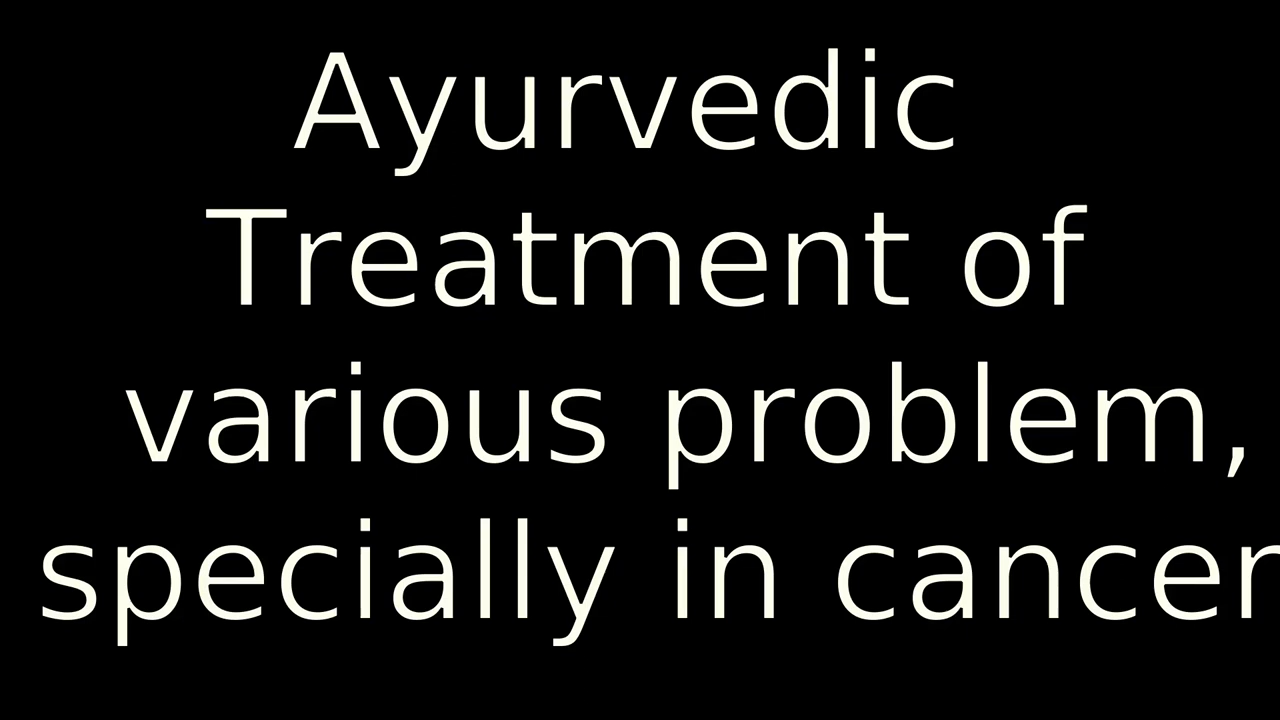 Ayurvedic
Treatment of
various problem,
specially in cancer